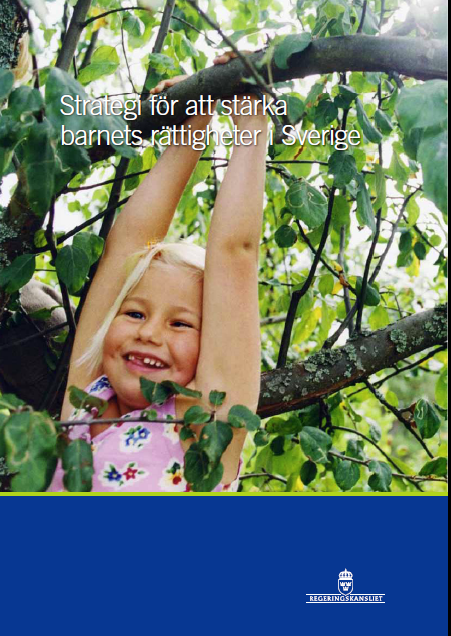 Strategi för att stärka
barnets rättigheter i Sverige
REGERINGSKANSLIET